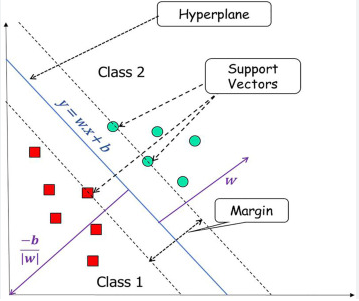 Hyperplane
Class 2
Support
Vectors
y = wx + b
w
Margin
−b
|w|
Class 1